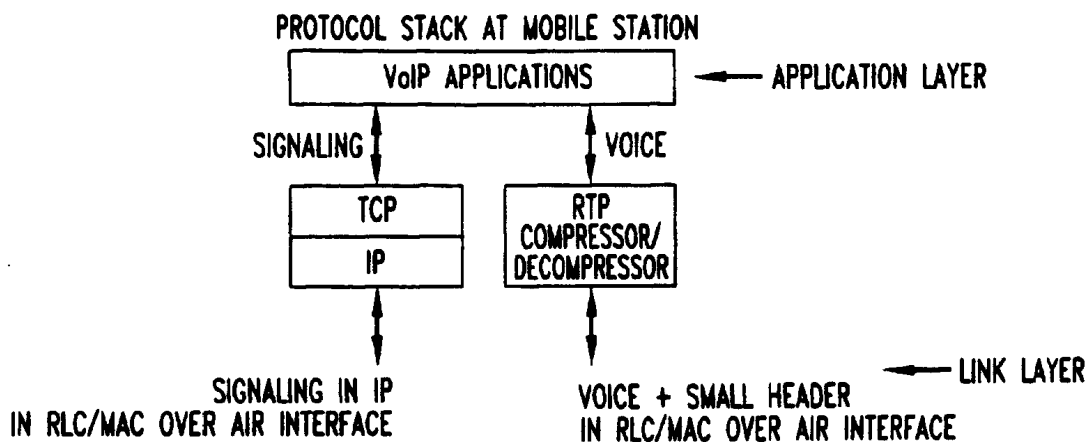 PROTOCOL STACK AT MOBILE STATION
VoIP APPLICATIONS
APPLICATION LAYER
SIGNALING
VOICE
TCP
IP
RTP
COMPRESSOR/
DECOMPRESSOR
LINK LAYER
SIGNALING IN IP
IN RLC/MAC OVER AIR INTERFACE
VOICE + SMALL HEADER
IN RLC/MAC OVER AIR INTERFACE